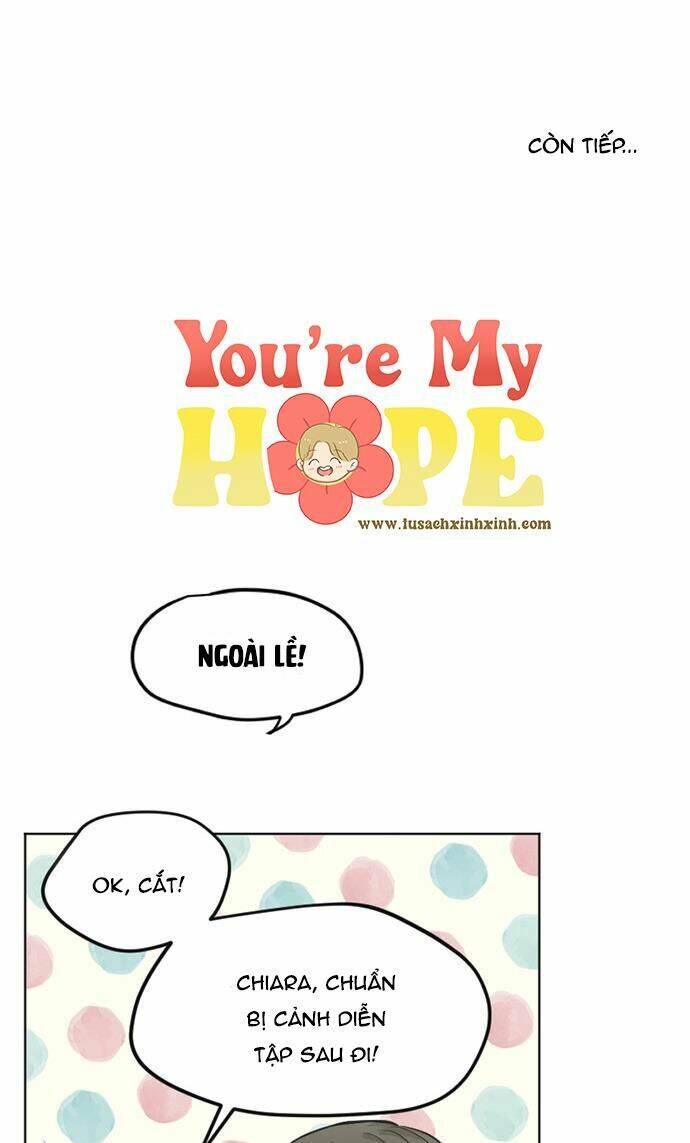 CÒN TIẾP...
You're My
HOPE
www.tusachxinhxinh.com
NGOÀI LỀ!
OK, CẮT!
CHIARA, CHUẨN
BỊ CẢNH DIỄN
TẬP SAU ĐI!